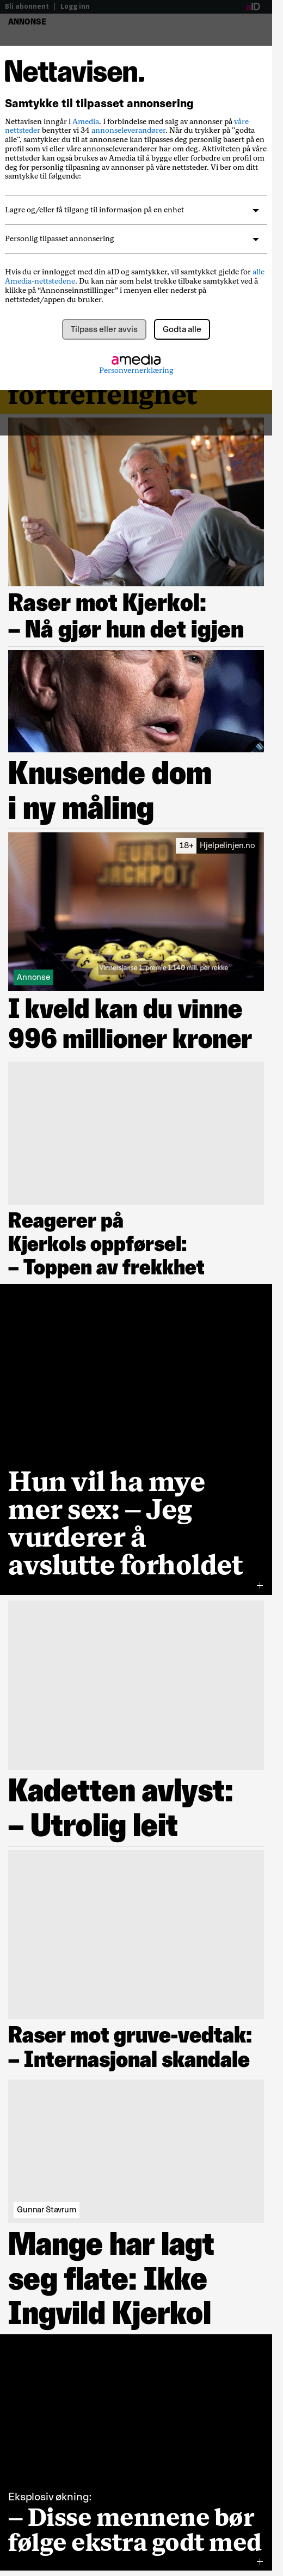 Bli abonnent | Logg inn
aID
ANNONSE
Nettavisen.
Samtykke til tilpasset annonsering
Nettavisen inngår i Amedia. I forbindelse med salg av annonser på våre
nettsteder benytter vi 34 annonseleverandører. Når du trykker på "godta
alle", samtykker du til at annonsene kan tilpasses deg personlig basert på en
profil som vi eller våre annonseleverandører har om deg. Aktiviteten på våre
nettsteder kan også brukes av Amedia til å bygge eller forbedre en profil om
deg for personlig tilpasning av annonser på våre nettsteder. Vi ber om ditt
samtykke til følgende:
Lagre og/eller få tilgang til informasjon på en enhet
Personlig tilpasset annonsering
Hvis du er innlogget med din aID og samtykker, vil samtykket gjelde for alle
Amedia-nettstedene. Du kan når som helst trekke tilbake samtykket ved å
klikke på “Annonseinnstillinger” i menyen eller nederst på
nettstedet/appen du bruker.
Tilpass eller avvis
Godta alle
amedia
Personvernerklæring
fortreffelighet
Raser mot Kjerkol:
– Nå gjør hun det igjen
Knusende dom
i ny måling
18+ Hjelpelinjen.no
EURO
JACKPOT
Vinnersjanse 1. premie 1:140 mill. per rekke
Annonse
I kveld kan du vinne
996 millioner kroner
Reagerer på
Kjerkols oppførsel:
– Toppen av frekkhet
Hun vil ha mye
mer sex: – Jeg
vurderer å
avslutte forholdet
+
Kadetten avlyst:
– Utrolig leit
Raser mot gruve-vedtak:
– Internasjonal skandale
Gunnar Stavrum
Mange har lagt
seg flate: Ikke
Ingvild Kjerkol
Eksplosiv økning:
– Disse mennene bør
følge ekstra godt med
+